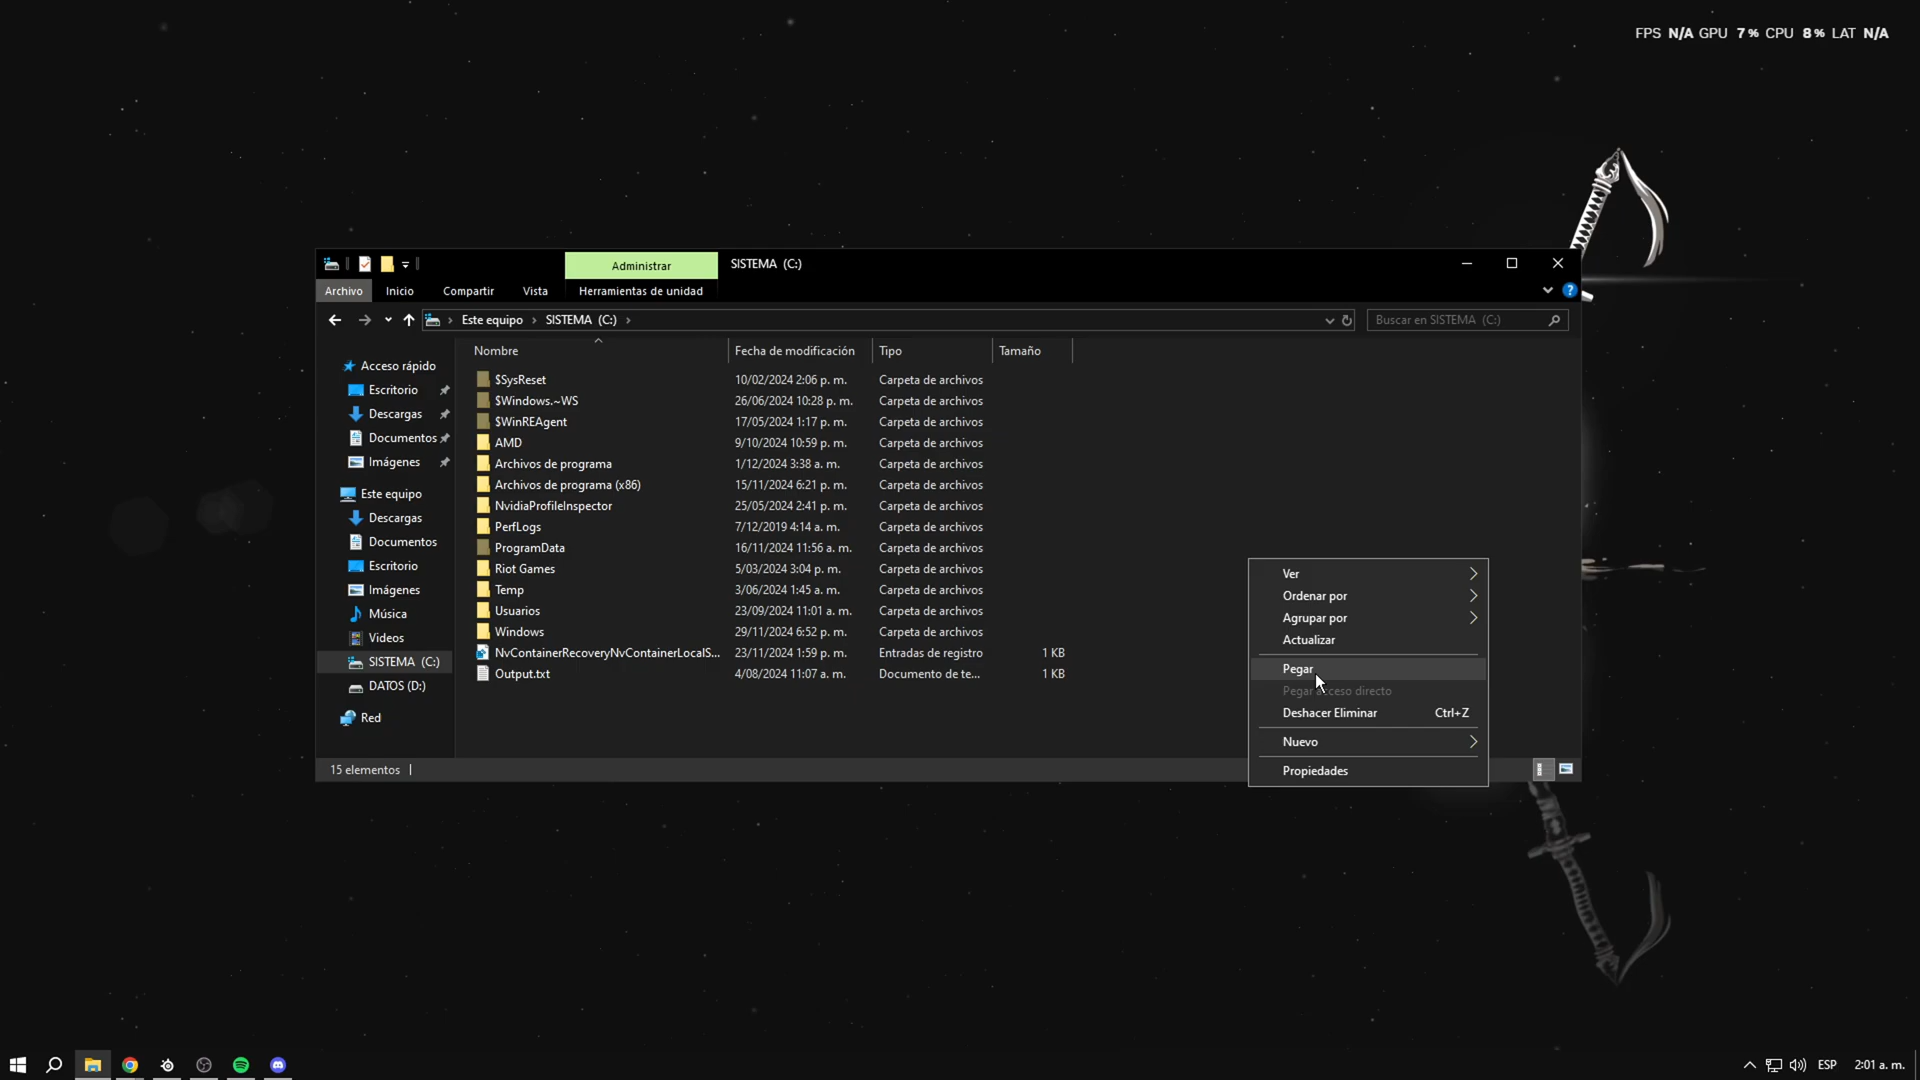 FPS N/A GPU 7% CPU 8% LAT N/A
Administrar
SISTEMA (C:)
Archivo Inicio Compartir Vista Herramientas de unidad
Este equipo > SISTEMA (C:) >
Buscar en SISTEMA (C:)
Nombre Fecha de modificación Tipo Tamaño
Acceso rápido
Escritorio
Descargas
Documentos
Imágenes
Este equipo
Descargas
Documentos
Escritorio
Imágenes
Música
Videos
SISTEMA (C:)
DATOS (D:)
Red
$SysReset 10/02/2024 2:06 p. m. Carpeta de archivos
$Windows.~WS 26/06/2024 10:28 p. m. Carpeta de archivos
$WinREAgent 17/05/2024 1:17 p. m. Carpeta de archivos
AMD 9/10/2024 10:59 p. m. Carpeta de archivos
Archivos de programa 1/12/2024 3:38 a. m. Carpeta de archivos
Archivos de programa (x86) 15/11/2024 6:21 p. m. Carpeta de archivos
NvidiaProfileInspector 25/05/2024 2:41 p. m. Carpeta de archivos
PerfLogs 7/12/2019 4:14 a. m. Carpeta de archivos
ProgramData 16/11/2024 11:56 a. m. Carpeta de archivos
Riot Games 5/03/2024 3:04 p. m. Carpeta de archivos
Temp 3/06/2024 1:45 a. m. Carpeta de archivos
Usuarios 23/09/2024 11:01 a. m. Carpeta de archivos
Windows 29/11/2024 6:52 p. m. Carpeta de archivos
NvContainerRecoveryNvContainerLocalS... 23/11/2024 1:59 p. m. Entradas de registro 1 KB
Output.txt 4/08/2024 11:07 a. m. Documento de te... 1 KB
Ver
Ordenar por
Agrupar por
Actualizar
Pegar
Pegar acceso directo
Deshacer Eliminar Ctrl+Z
Nuevo
Propiedades
15 elementos
ESP 2:01 a. m.